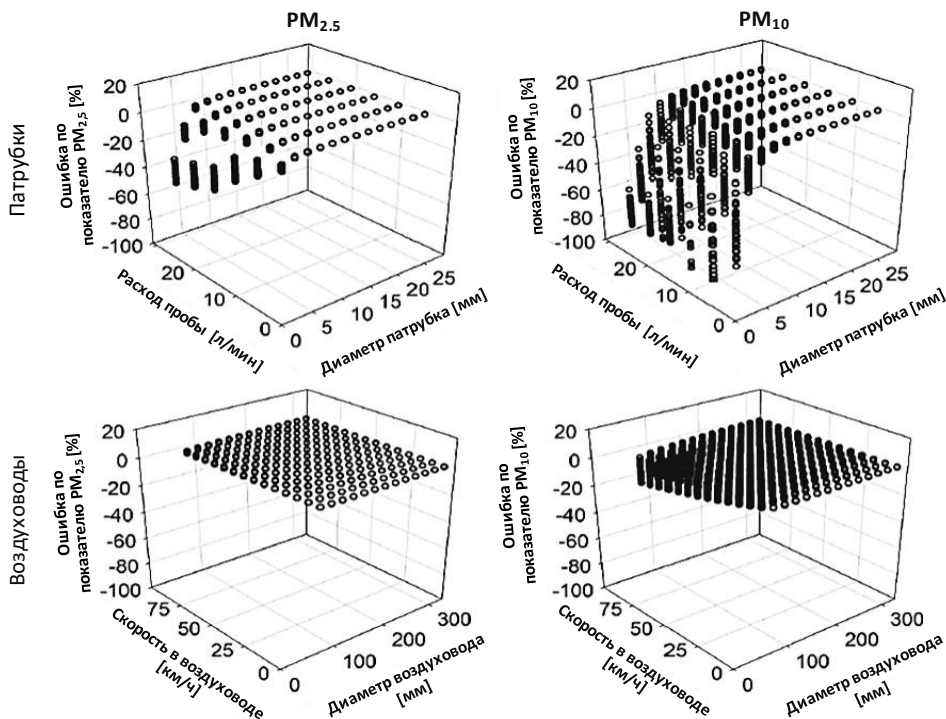 PM2.5
PM10
Патрубки
Ошибка по
показателю PM2,5 [%]
20
0
-20
-40
-60
-80
-100
20
10
0
Расход пробы [л/мин]
0
5
10
15
20
25
Диаметр патрубка [мм]
Ошибка по
показателю PM10 [%]
20
0
-20
-40
-60
-80
-100
20
10
0
Расход пробы [л/мин]
0
5
10
15
20
25
Диаметр патрубка [мм]
Воздуховоды
Ошибка по
показателю PM2,5 [%]
20
0
-20
-40
-60
-80
-100
75
50
25
0
Скорость в воздуховоде
[км/ч]
0
100
200
300
Диаметр воздуховода
[мм]
Ошибка по
показателю PM10 [%]
20
0
-20
-40
-60
-80
-100
75
50
25
0
Скорость в воздуховоде
[км/ч]
0
100
200
300
Диаметр воздуховода
[мм]